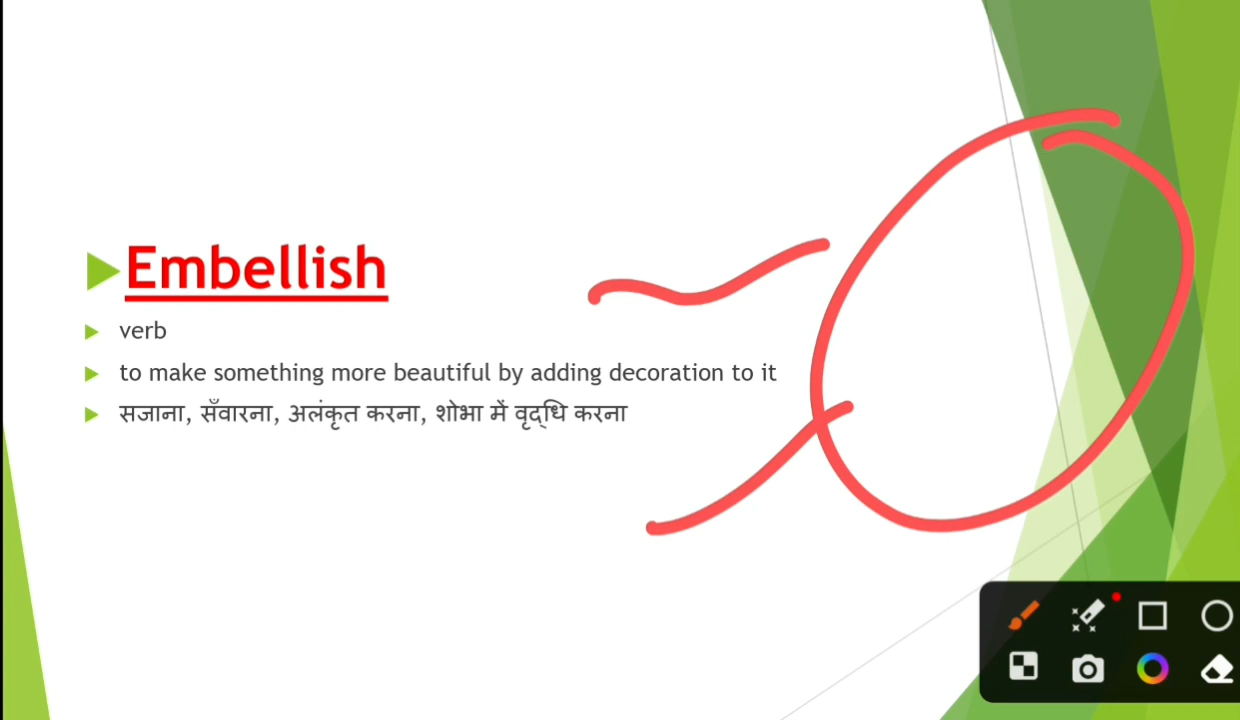 Embellish
verb
to make something more beautiful by adding decoration to it
सजाना, सँवारना, अलंकृत करना, शोभा में वृद्धि करना